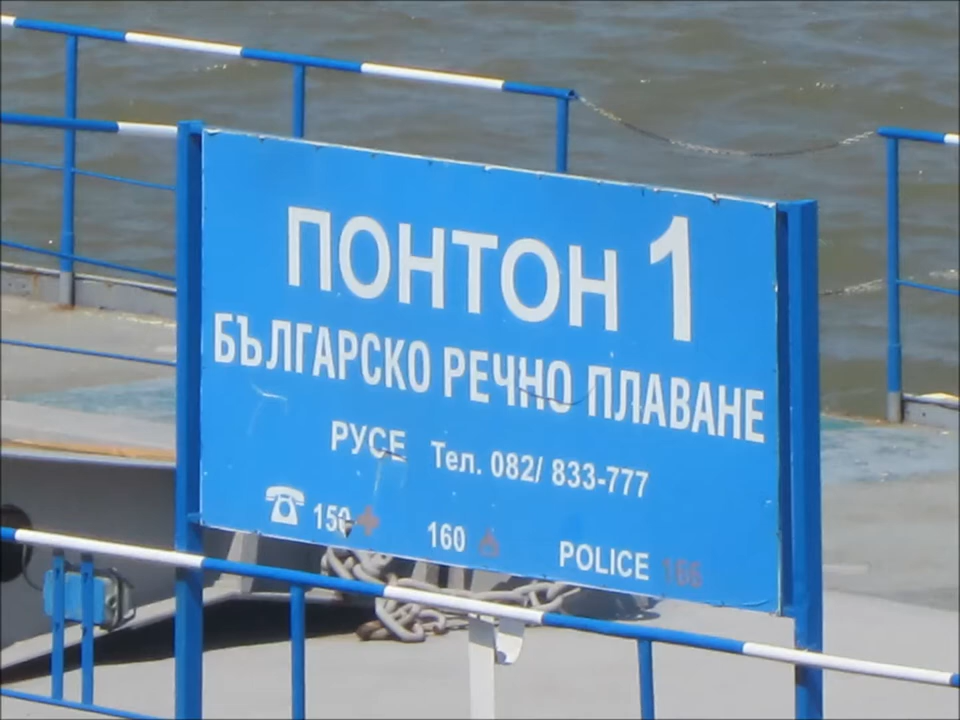 ПОНТОН 1
БЪЛГАРСКО РЕЧНО ПЛАВАНЕ
РУСЕ Тел. 082/ 833-777
150 160 POLICE 166